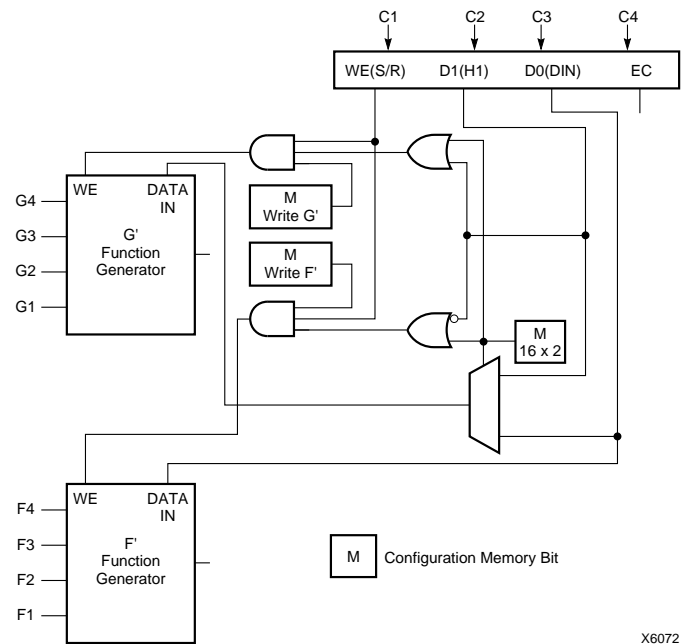 C1 C2 C3 C4
WE(S/R) D1(H1) D0(DIN) EC
WE DATA IN
G4
G3
G2
G1
G'
Function
Generator
M
Write G'
M
Write F'
M
16 x 2
WE DATA IN
F4
F3
F2
F1
F'
Function
Generator
M Configuration Memory Bit
X6072